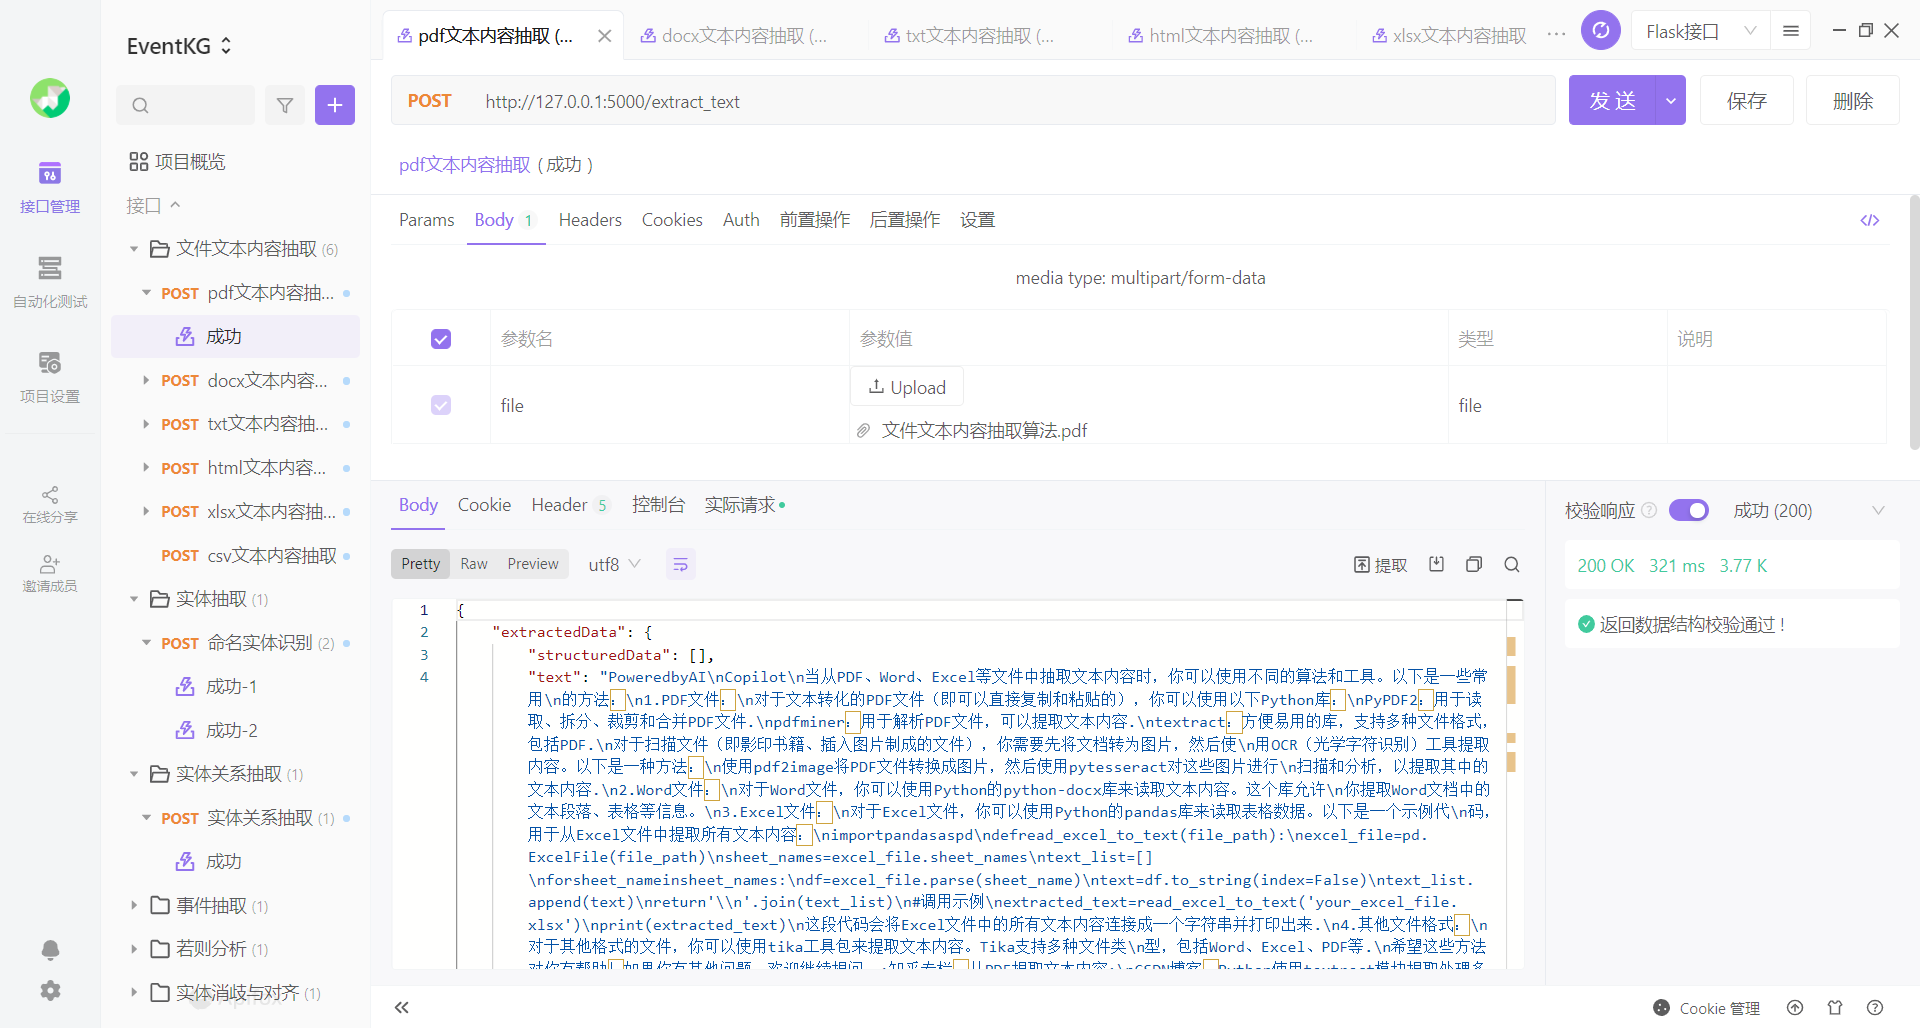 EventKG
项目概览
接口
文件文本内容抽取 (6)
POST pdf文本内容抽...
成功
POST docx文本内容...
POST txt文本内容抽...
POST html文本内容...
POST xlsx文本内容抽...
POST csv文本内容抽取
实体抽取 (1)
POST 命名实体识别 (2)
成功-1
成功-2
实体关系抽取 (1)
POST 实体关系抽取 (1)
成功
事件抽取 (1)
若则分析 (1)
实体消歧与对齐 (1)
接口管理
自动化测试
项目设置
在线分享
邀请成员
pdf文本内容抽取 (...
docx文本内容抽取 (...
txt文本内容抽取 (...
html文本内容抽取 (...
xlsx文本内容抽取
Flask接口
POST http://127.0.0.1:5000/extract_text
发 送
保存
删除
pdf文本内容抽取 ( 成功 )
Params Body 1 Headers Cookies Auth 前置操作 后置操作 设置
media type: multipart/form-data
参数名 参数值 类型 说明
Upload
file file
文件文本内容抽取算法.pdf
Body Cookie Header 5 控制台 实际请求
校验响应 成功 (200)
Pretty Raw Preview utf8
提取
200 OK 321 ms 3.77 K
返回数据结构校验通过 !
1 {
2 "extractedData": {
3 "structuredData": [],
4 "text": "PoweredbyAI\nCopilot\n当从PDF、Word、Excel等文件中抽取文本内容时，你可以使用不同的算法和工具。以下是一些常
用\n的方法：\n1.PDF文件：\n对于文本转化的PDF文件（即可以直接复制和粘贴的），你可以使用以下Python库：\nPyPDF2：用于读
取、拆分、裁剪和合并PDF文件.\npdfminer：用于解析PDF文件，可以提取文本内容.\ntextract：方便易用的库，支持多种文件格式，
包括PDF.\n对于扫描文件（即影印书籍、插入图片制成的文件），你需要先将文档转为图片，然后使\n用OCR（光学字符识别）工具提取
内容。以下是一种方法：\n使用pdf2image将PDF文件转换成图片，然后使用pytesseract对这些图片进行\n扫描和分析，以提取其中的
文本内容.\n2.Word文件：\n对于Word文件，你可以使用Python的python-docx库来读取文本内容。这个库允许\n你提取Word文档中的
文本段落、表格等信息。\n3.Excel文件：\n对于Excel文件，你可以使用Python的pandas库来读取表格数据。以下是一个示例代\n码，
用于从Excel文件中提取所有文本内容：\nimportpandasaspd\ndefread_excel_to_text(file_path):\nexcel_file=pd.
ExcelFile(file_path)\nsheet_names=excel_file.sheet_names\ntext_list=[]
\nforsheet_nameinsheet_names:\ndf=excel_file.parse(sheet_name)\ntext=df.to_string(index=False)\ntext_list.
append(text)\nreturn'\\n'.join(text_list)\n#调用示例\nextracted_text=read_excel_to_text('your_excel_file.
xlsx')\nprint(extracted_text)\n这段代码会将Excel文件中的所有文本内容连接成一个字符串并打印出来.\n4.其他文件格式：\n
对于其他格式的文件，你可以使用tika工具包来提取文本内容。Tika支持多种文件类\n型，包括Word、Excel、PDF等.\n希望这些方法
Cookie 管理